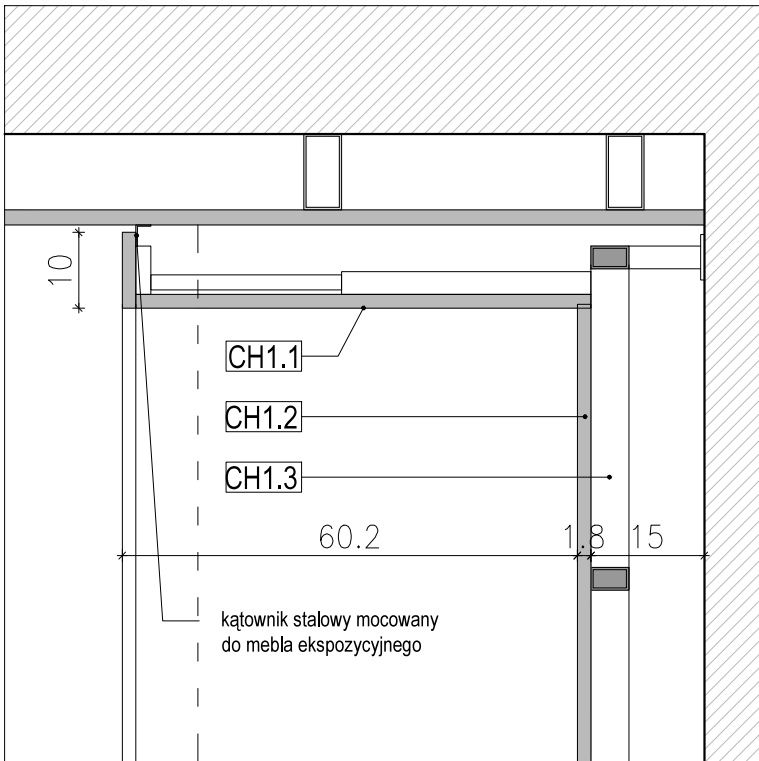 10
CH1.1
CH1.2
CH1.3
60.2
1.8
15
kątownik stalowy mocowany
do mebla ekspozycyjnego